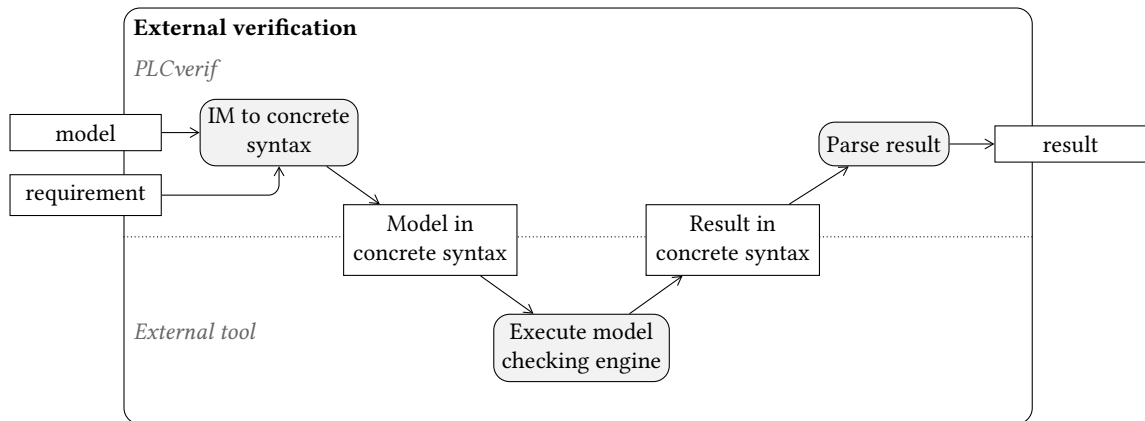 External verification
PLCverif
model
requirement
IM to concrete
syntax
Model in
concrete syntax
External tool
Execute model
checking engine
Result in
concrete syntax
Parse result
result